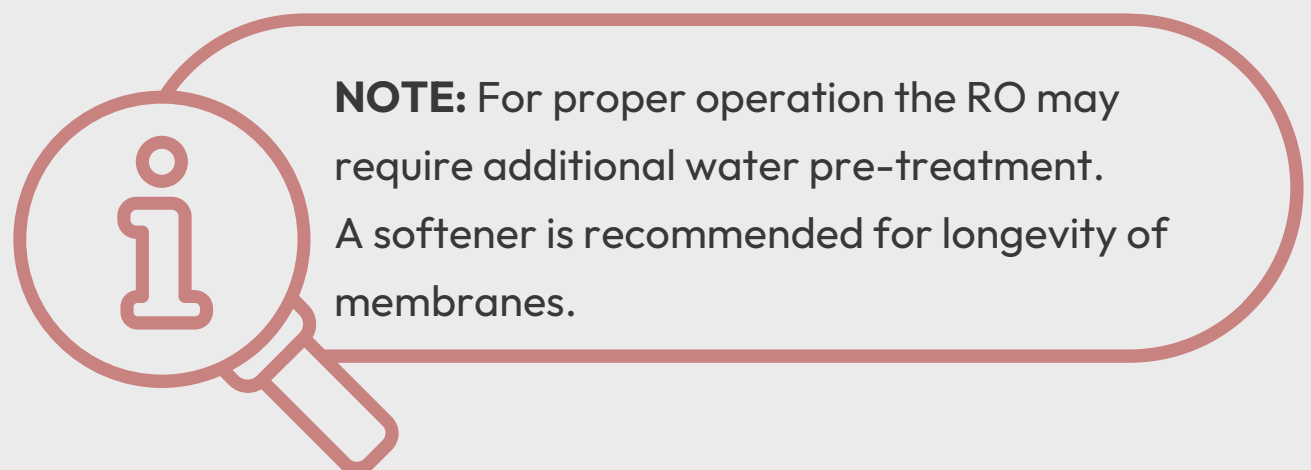 NOTE: For proper operation the RO may
require additional water pre-treatment.
A softener is recommended for longevity of
membranes.